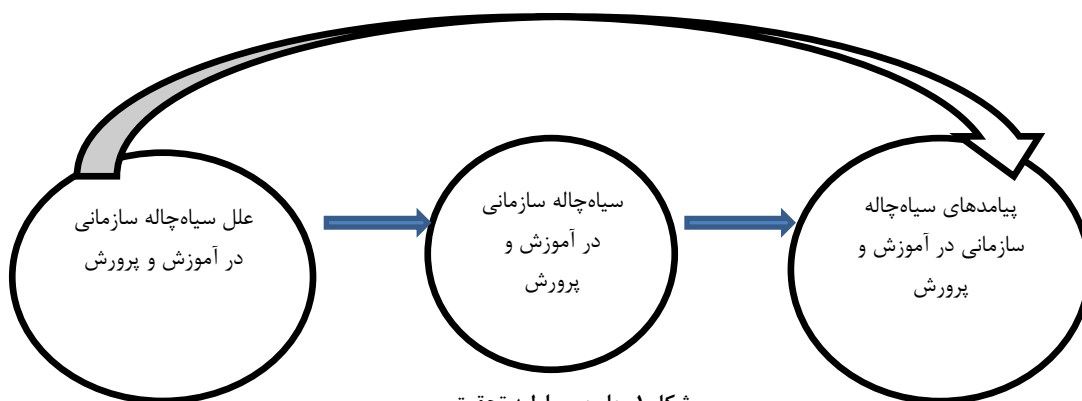 علل سیاه‌چاله سازمانی
در آموزش و پرورش
سیاه‌چاله سازمانی
در آموزش و
پرورش
پیامدهای سیاه‌چاله
سازمانی در آموزش و
پرورش